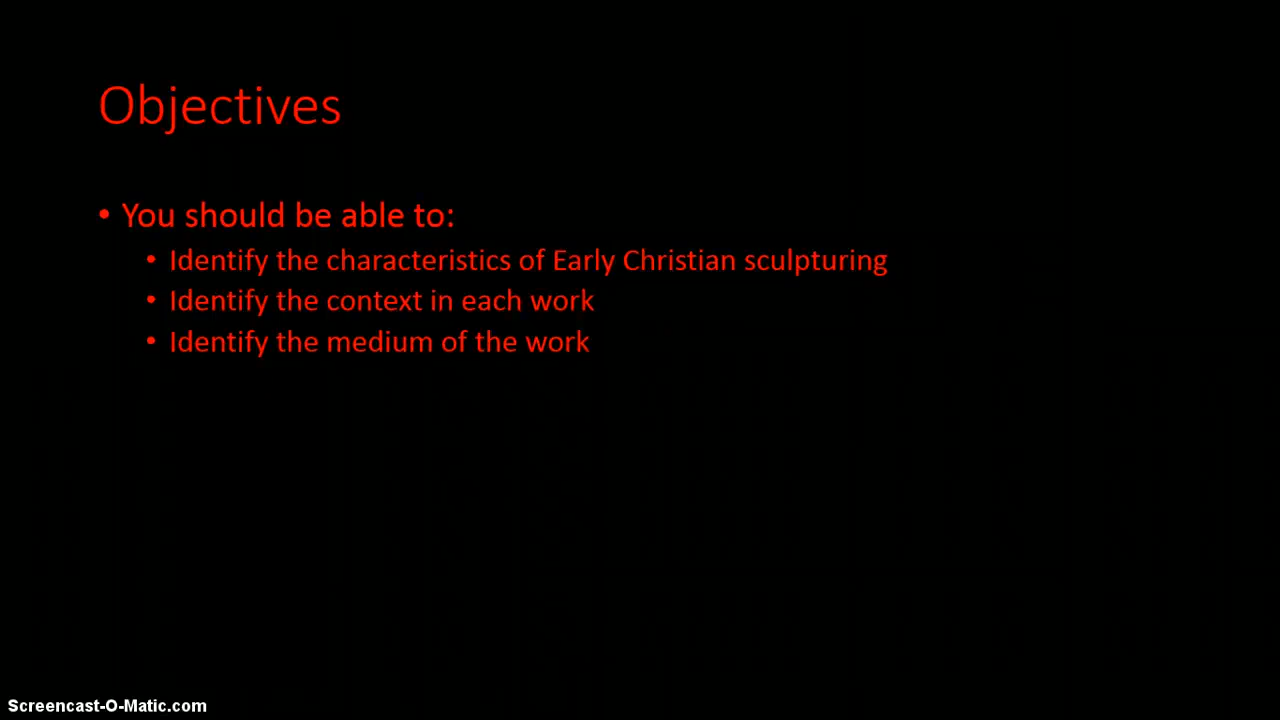 Objectives
• You should be able to:
• Identify the characteristics of Early Christian sculpturing
• Identify the context in each work
• Identify the medium of the work
Screencast-O-Matic.com